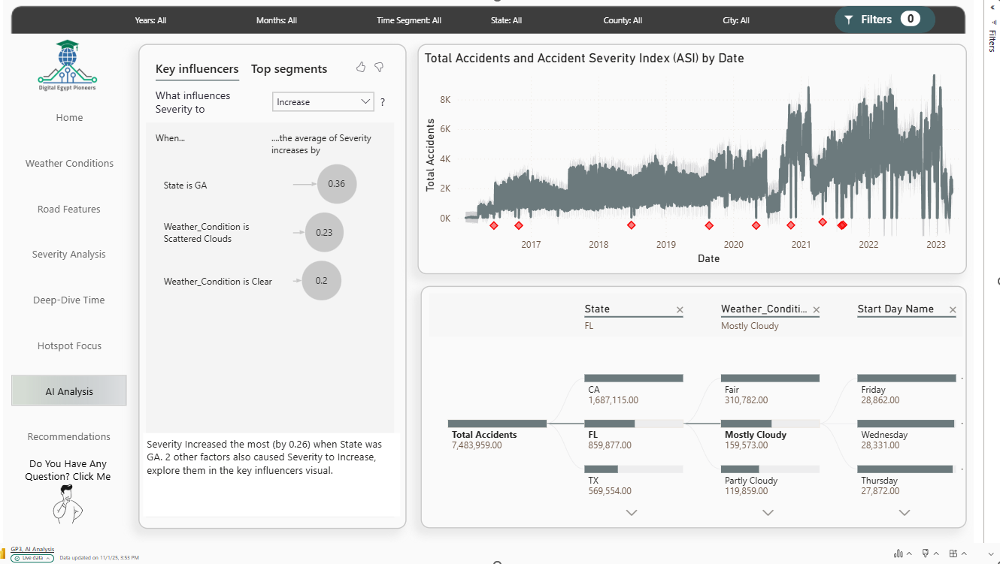 Years: All
Months: All
Time Segment: All
State: All
County: All
City: All
Filters
0
Filters
Digital Egypt Pioneers
Home
Weather Conditions
Road Features
Severity Analysis
Deep-Dive Time
Hotspot Focus
AI Analysis
Recommendations
Do You Have Any
Question? Click Me
Key influencers
Top segments
What influences
Severity to
Increase
?
When...
....the average of Severity
increases by
State is GA
0.36
Weather_Condition is
Scattered Clouds
0.23
Weather_Condition is Clear
0.2
Severity Increased the most (by 0.26) when State was
GA. 2 other factors also caused Severity to Increase,
explore them in the key influencers visual.
Total Accidents and Accident Severity Index (ASI) by Date
Total Accidents
8K
6K
4K
2K
0K
2017
2018
2019
2020
2021
2022
2023
Date
State
FL
Weather_Conditi...
Mostly Cloudy
Start Day Name
Total Accidents
7,483,959.00
CA
1,687,115.00
FL
859,877.00
TX
569,554.00
Fair
310,782.00
Mostly Cloudy
159,573.00
Partly Cloudy
119,859.00
Friday
28,862.00
Wednesday
28,331.00
Thursday
27,872.00
GP3, AI Analysis
Live data
Data updated on 11/1/25, 3:53 PM